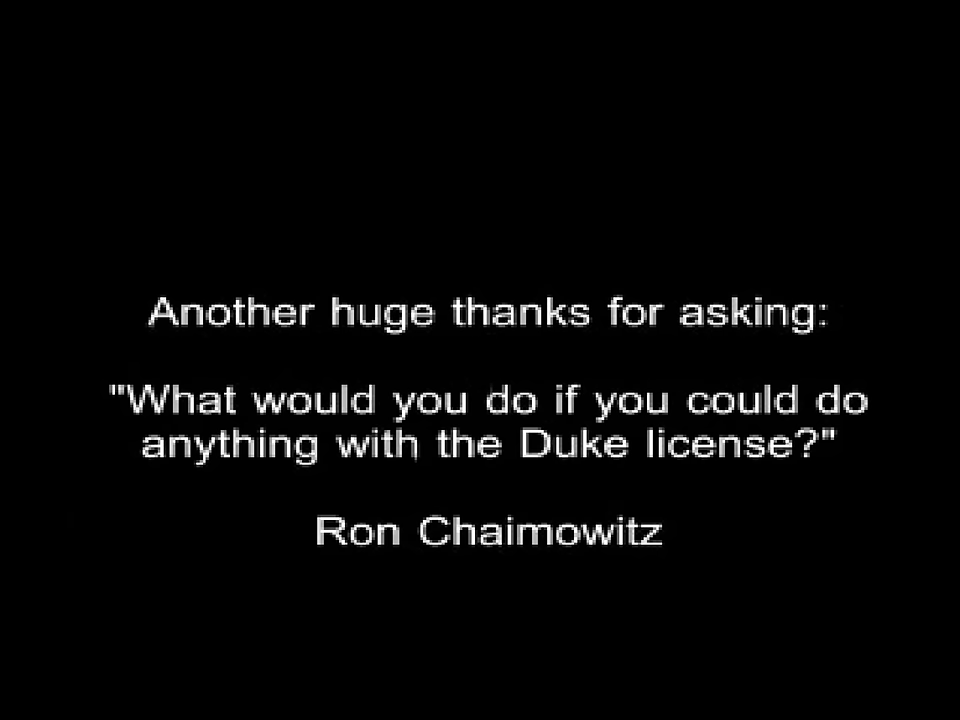 Another huge thanks for asking:
"What would you do if you could do
anything with the Duke license?"
Ron Chaimowitz